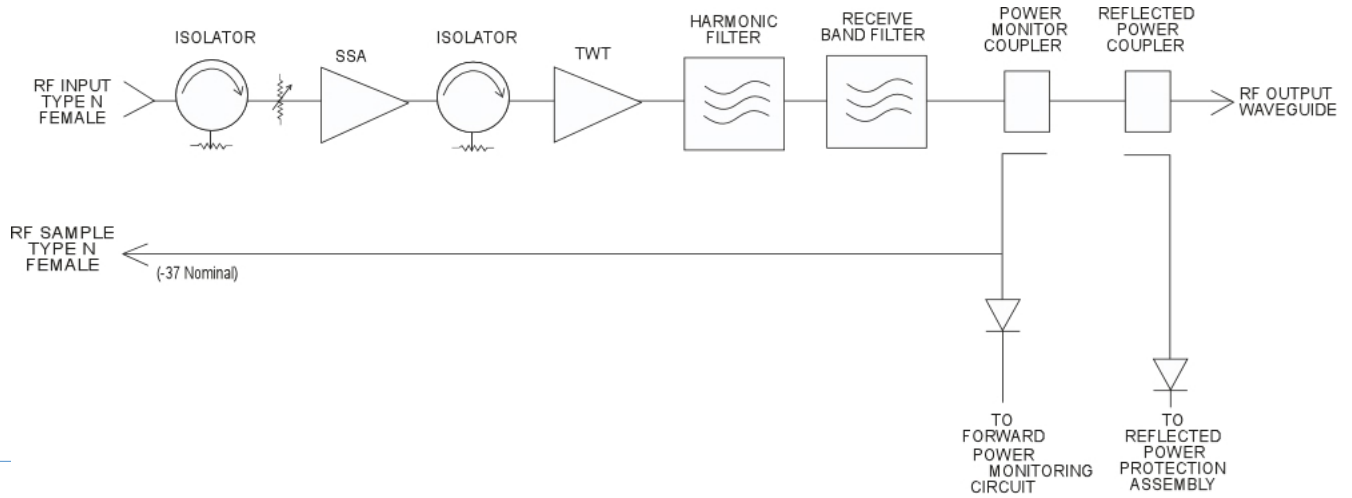 ISOLATOR
SSA
ISOLATOR
TWT
HARMONIC
FILTER
RECEIVE
BAND FILTER
POWER
MONITOR
COUPLER
REFLECTED
POWER
COUPLER
RF INPUT
TYPE N
FEMALE
RF OUTPUT
WAVEGUIDE
RF SAMPLE
TYPE N
FEMALE
(-37 Nominal)
TO
FORWARD
POWER
MONITORING
CIRCUIT
TO
REFLECTED
POWER
PROTECTION
ASSEMBLY